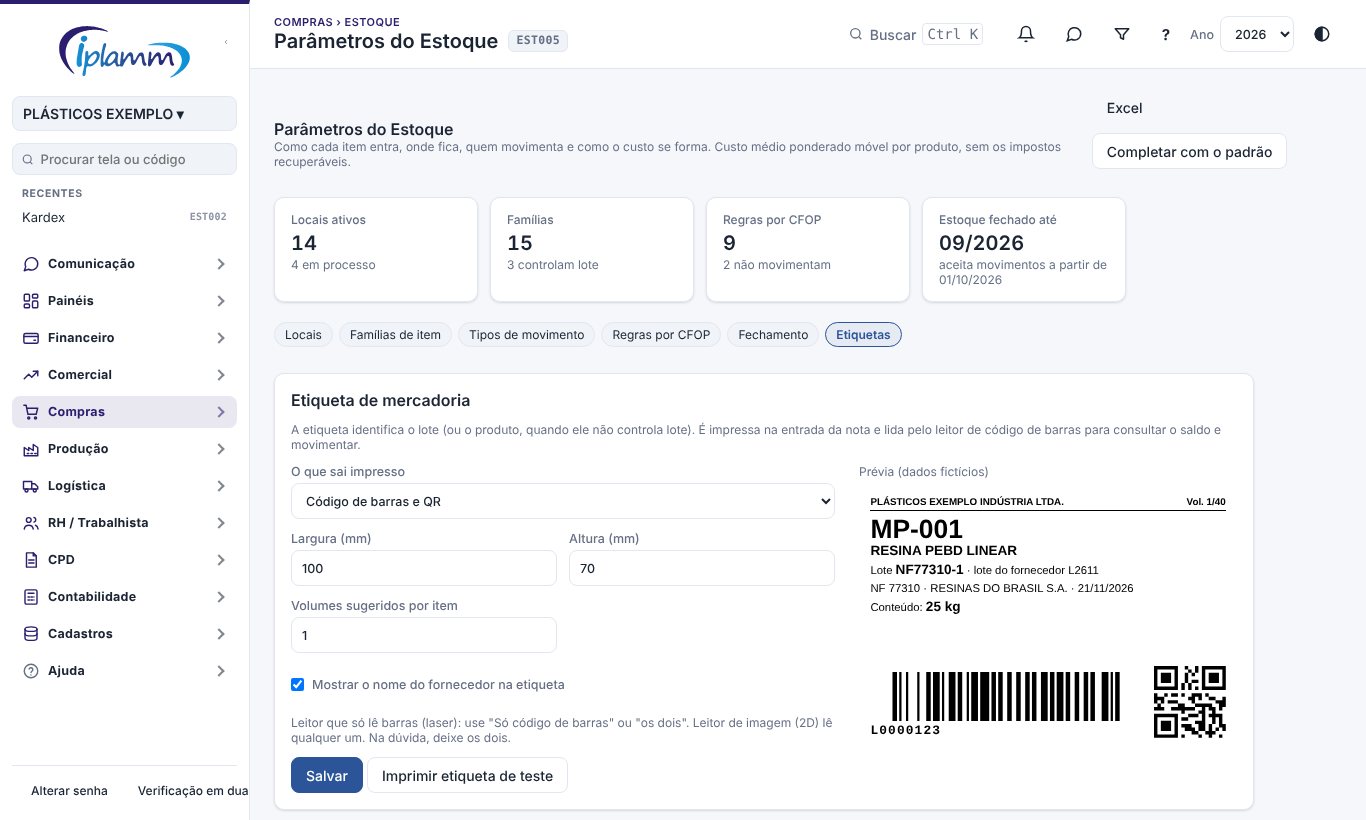 iplamm
PLÁSTICOS EXEMPLO ▾
Procurar tela ou código
RECENTES
Kardex EST002
Comunicação
Painéis
Financeiro
Comercial
Compras
Produção
Logística
RH / Trabalhista
CPD
Contabilidade
Cadastros
Ajuda
Alterar senha Verificação em dua
COMPRAS › ESTOQUE
Parâmetros do Estoque EST005
Buscar Ctrl K
? Ano 2026
Parâmetros do Estoque
Como cada item entra, onde fica, quem movimenta e como o custo se forma. Custo médio ponderado móvel por produto, sem os impostos
recuperáveis.
Excel
Completar com o padrão
Locais ativos
14
4 em processo
Famílias
15
3 controlam lote
Regras por CFOP
9
2 não movimentam
Estoque fechado até
09/2026
aceita movimentos a partir de
01/10/2026
Locais Famílias de item Tipos de movimento Regras por CFOP Fechamento Etiquetas
Etiqueta de mercadoria
A etiqueta identifica o lote (ou o produto, quando ele não controla lote). É impressa na entrada da nota e lida pelo leitor de código de barras para consultar o saldo e
movimentar.
O que sai impresso
Código de barras e QR
Largura (mm) Altura (mm)
100 70
Volumes sugeridos por item
1
Mostrar o nome do fornecedor na etiqueta
Leitor que só lê barras (laser): use "Só código de barras" ou "os dois". Leitor de imagem (2D) lê
qualquer um. Na dúvida, deixe os dois.
Salvar Imprimir etiqueta de teste
Prévia (dados fictícios)
PLÁSTICOS EXEMPLO INDÚSTRIA LTDA. Vol. 1/40
MP-001
RESINA PEBD LINEAR
Lote NF77310-1 · lote do fornecedor L2611
NF 77310 · RESINAS DO BRASIL S.A. · 21/11/2026
Conteúdo: 25 kg
L0000123